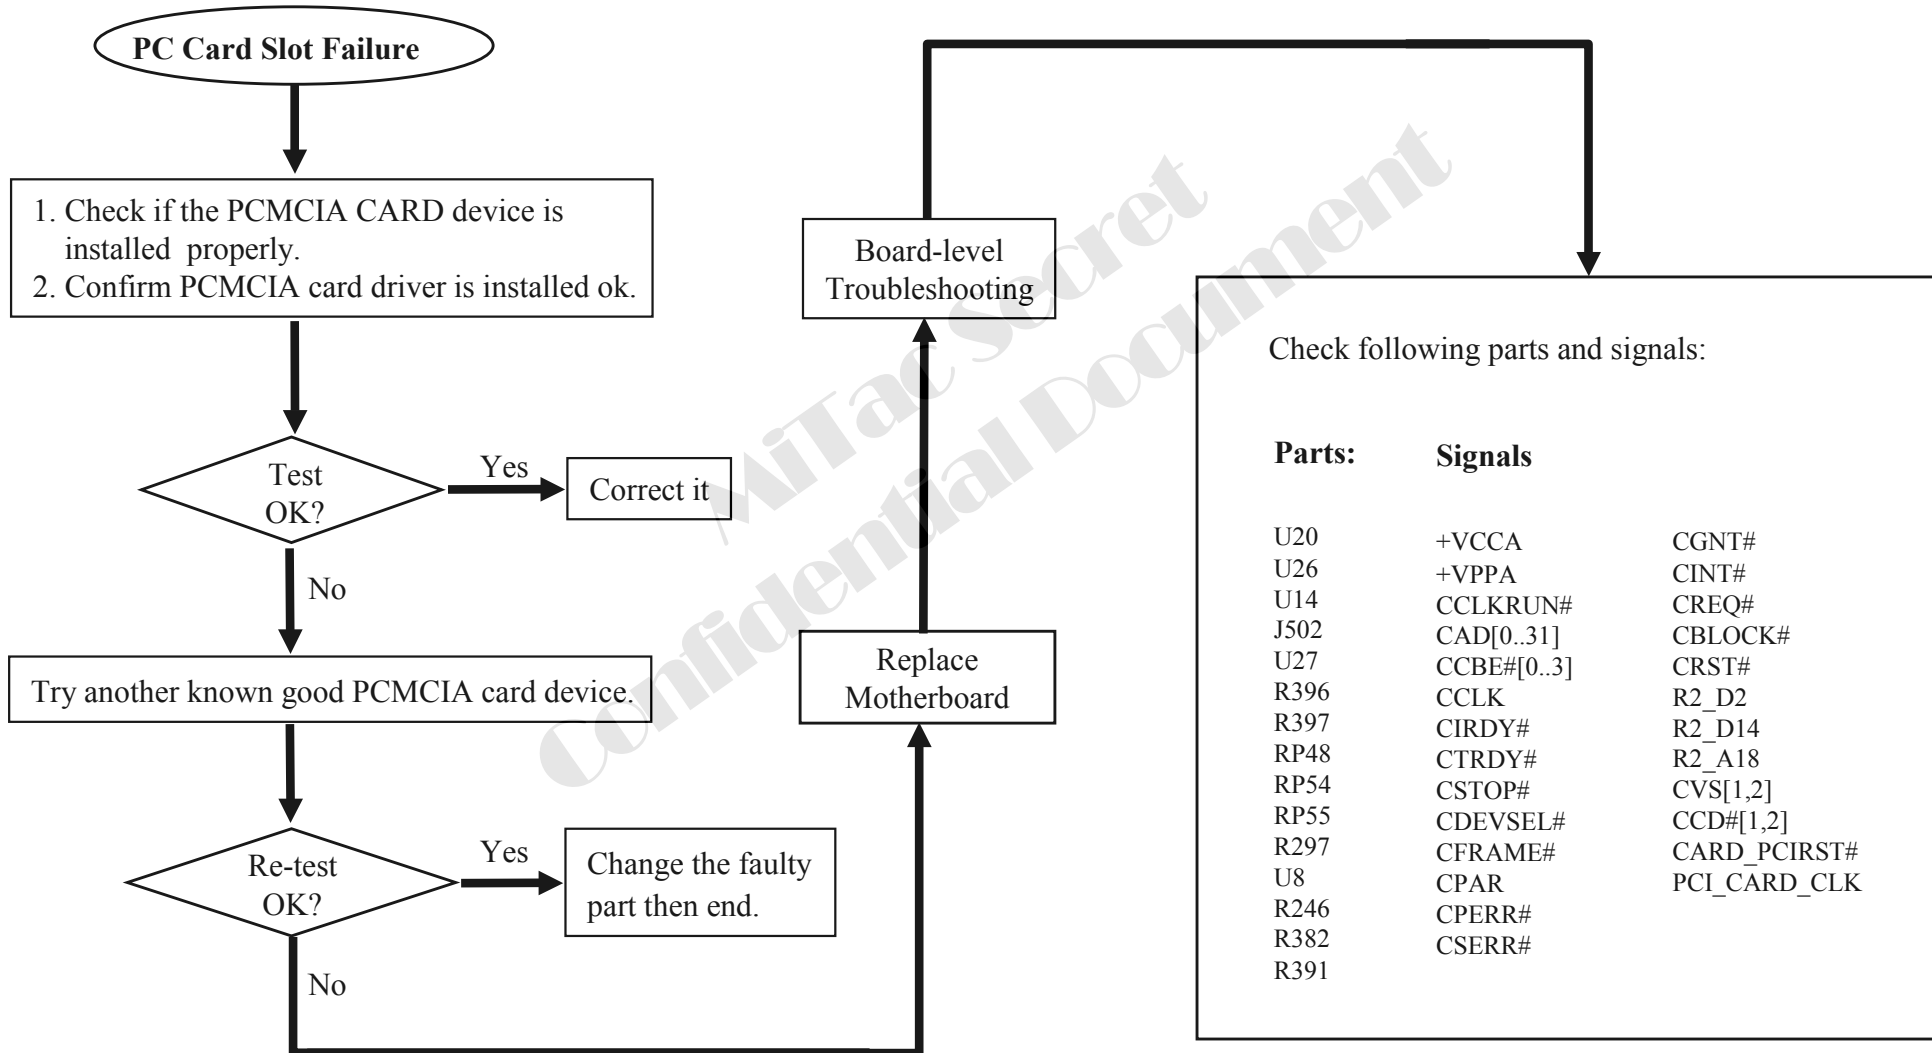 PC Card Slot Failure
1. Check if the PCMCIA CARD device is
installed properly.
2. Confirm PCMCIA card driver is installed ok.
Test
OK?
Yes
Correct it
No
Try another known good PCMCIA card device.
Re-test
OK?
Yes
Change the faulty
part then end.
No
Replace
Motherboard
Board-level
Troubleshooting
Check following parts and signals:
Parts:
U20
U26
U14
J502
U27
R396
R397
RP48
RP54
RP55
R297
U8
R246
R382
R391
Signals
+VCCA
+VPPA
CCLKRUN#
CAD[0..31]
CCBE#[0..3]
CCLK
CIRDY#
CTRDY#
CSTOP#
CDEVSEL#
CFRAME#
CPAR
CPERR#
CSERR#
CGNT#
CINT#
CREQ#
CBLOCK#
CRST#
R2_D2
R2_D14
R2_A18
CVS[1,2]
CCD#[1,2]
CARD_PCIRST#
PCI_CARD_CLK
MiTac Secret
Confidential Document